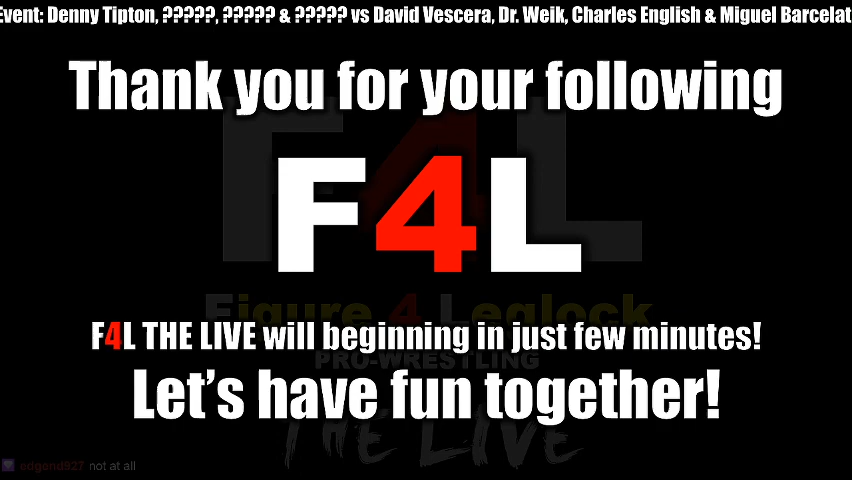 Event: Denny Tipton, ?????, ????? & ????? vs David Vescera, Dr. Weik, Charles English & Miguel Barcelat
Thank you for your following
F4L
F4L
Figure 4 Leglock
F4L THE LIVE will beginning in just few minutes!
PRO-WRESTLING
Let's have fun together!
THE LIVE
edgend927 not at all